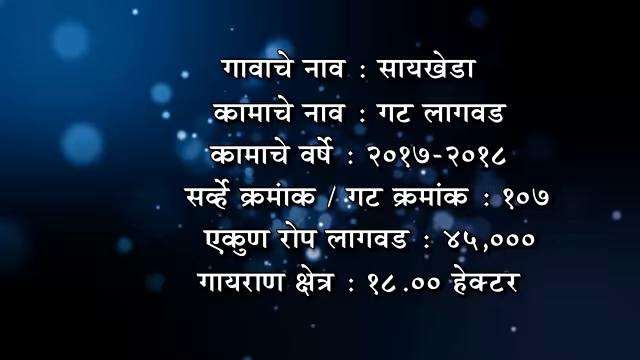 गावाचे नाव : सायखेडा
कामाचे नाव : गट लागवड
कामाचे वर्षे : २०१७-२०१८
सर्व्हे क्रमांक / गट क्रमांक : १०७
एकुण रोप लागवड : ४५,०००
गायराण क्षेत्र : १८.०० हेक्टर